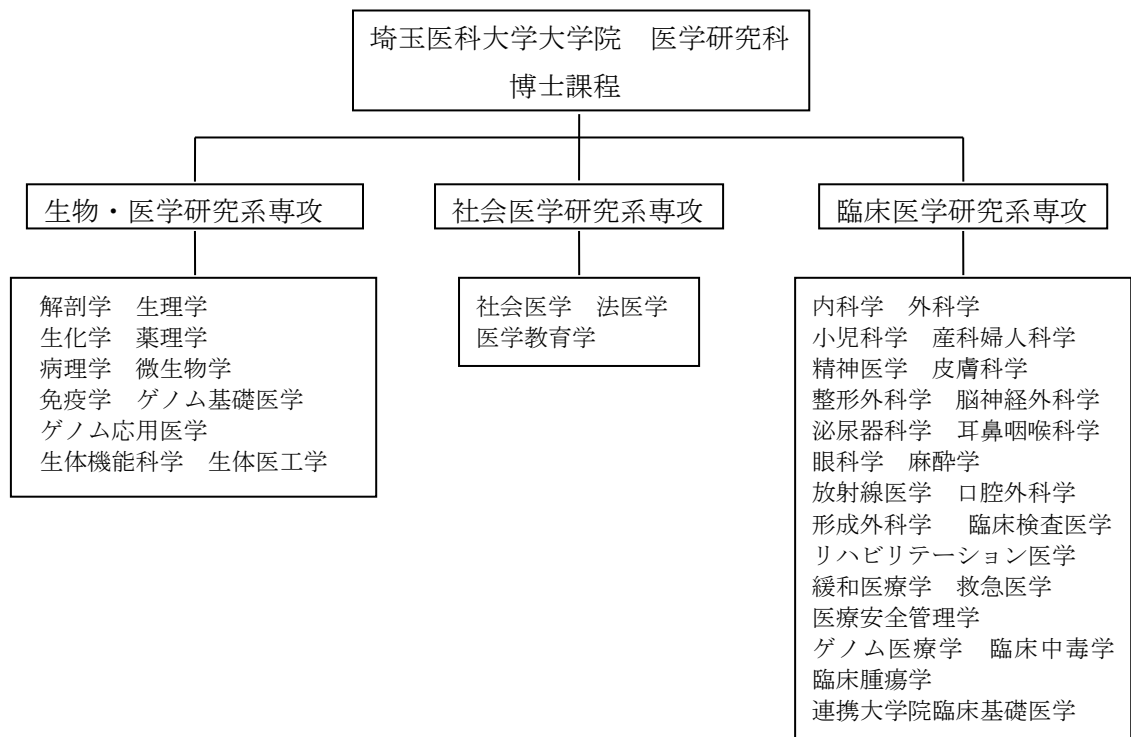 埼玉医科大学大学院　医学研究科
博士課程
生物・医学研究系専攻
解剖学　生理学
生化学　薬理学
病理学　微生物学
免疫学　ゲノム基礎医学
ゲノム応用医学
生体機能科学　生体医工学
社会医学研究系専攻
社会医学　法医学
医学教育学
臨床医学研究系専攻
内科学　外科学
小児科学　産科婦人科学
精神医学　皮膚科学
整形外科学　脳神経外科学
泌尿器科学　耳鼻咽喉科学
眼科学　麻酔学
放射線医学　口腔外科学
形成外科学　臨床検査医学
リハビリテーション医学
緩和医療学　救急医学
医療安全管理学
ゲノム医療学　臨床中毒学
臨床腫瘍学
連携大学院臨床基礎医学